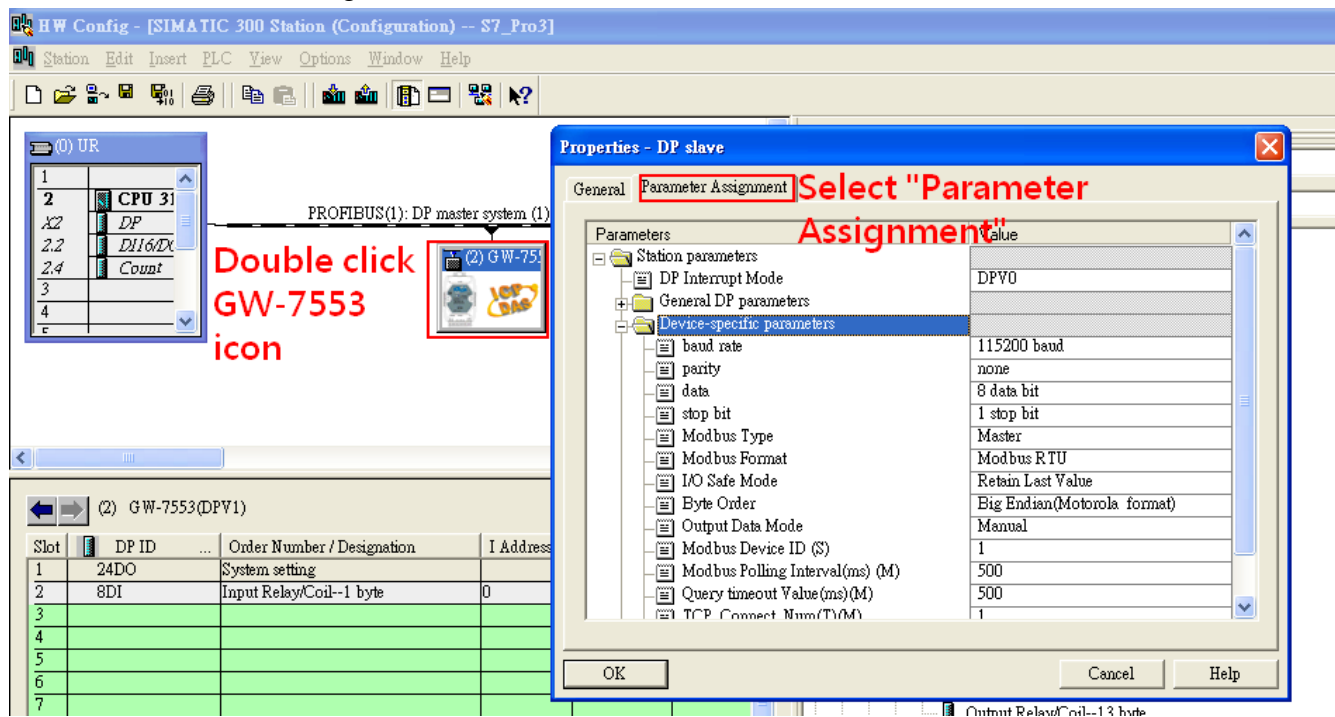 HW Config - [SIMATIC 300 Station (Configuration) -- S7_Pro3]
Station Edit Insert PLC View Options Window Help
(0) UR
1
2 CPU 31
X2 DP
2.2 DI16/DO
2.4 Count
3
4
PROFIBUS(1): DP master system (1)
(2) GW-755
ICP
DAS
Double click
GW-7553
icon
Properties - DP slave
General Parameter Assignment
Select "Parameter
Assignment"
Parameters Value
Station parameters
DP Interrupt Mode DPV0
General DP parameters
Device-specific parameters
baud rate 115200 baud
parity none
data 8 data bit
stop bit 1 stop bit
Modbus Type Master
Modbus Format Modbus RTU
I/O Safe Mode Retain Last Value
Byte Order Big Endian(Motorola format)
Output Data Mode Manual
Modbus Device ID (S) 1
Modbus Polling Interval(ms) (M) 500
Query timeout Value(ms)(M) 500
TCP_Connect_Num(T)(M) 1
OK Cancel Help
(2) GW-7553(DPV1)
Slot DP ID ... Order Number / Designation I Address
1 24DO System setting
2 8DI Input Relay/Coil--1 byte 0
3
4
5
6
7
Output Relay/Coil--13 byte